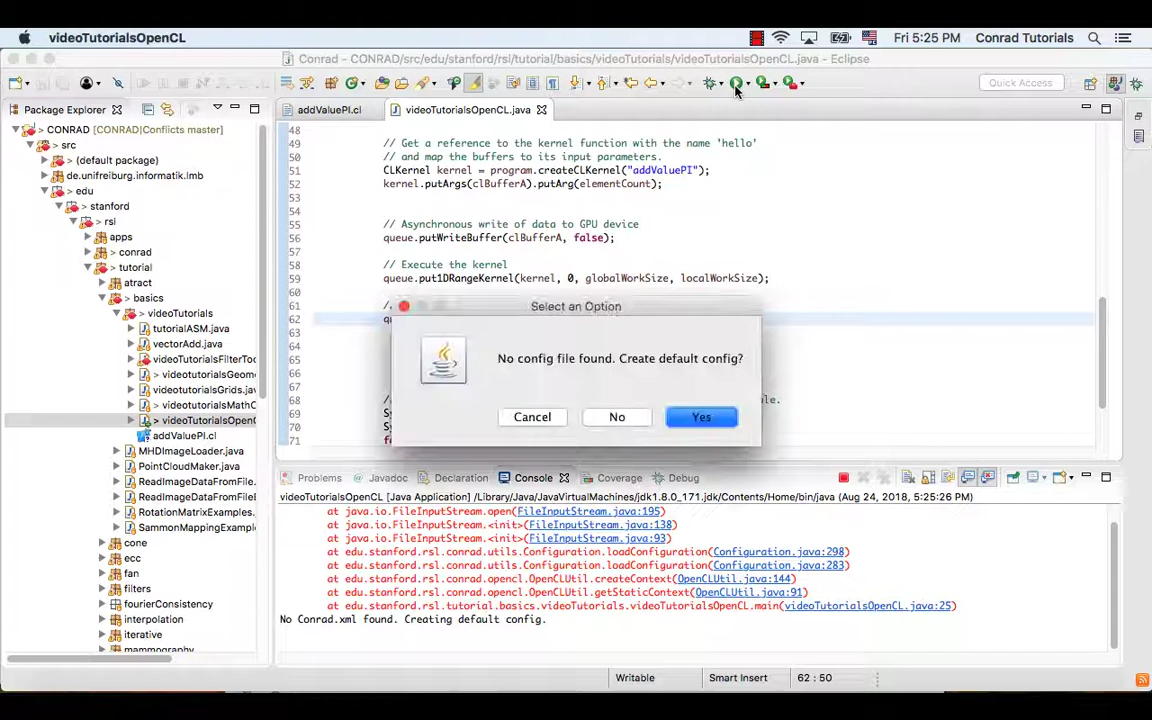 videoTutorialsOpenCL
Fri 5:25 PM Conrad Tutorials
Conrad - CONRAD/src/edu/stanford/rsi/tutorial/basics/videoTutorials/videoTutorialsOpenCL.java - Eclipse
Quick Access
Package Explorer
addValuePI.cl
videoTutorialsOpenCL.java
CONRAD [CONRAD|Conflicts master]
src
> (default package)
> de.unifreiburg.informatik.lmb
> edu
> stanford
> rsi
apps
> conrad
> tutorial
atract
> basics
> videoTutorials
tutorialASM.java
vectorAdd.java
videoTutorialsFilterToo
> videotutorialsGeome
videotutorialsGrids.jav
> videotutorialsMathC
> videoTutorialsOpenC
addValuePI.cl
MHDImageLoader.java
PointCloudMaker.java
ReadImageDataFromFile.
ReadImageDataFromFileE
RotationMatrixExamples.
SammonMappingExample
cone
ecc
fan
filters
fourierConsistency
interpolation
iterative
mammography
48
49 // Get a reference to the kernel function with the name 'hello'
50 // and map the buffers to its input parameters.
51 CLKernel kernel = program.createCLKernel("addValuePI");
52 kernel.putArgs(clBufferA).putArg(elementCount);
53
54
55 // Asynchronous write of data to GPU device
56 queue.putWriteBuffer(clBufferA, false);
57
58 // Execute the kernel
59 queue.put1DRangeKernel(kernel, 0, globalWorkSize, localWorkSize);
60
61
62
63
64
65
66
67
68
69
70
71
Select an Option
No config file found. Create default config?
Cancel No Yes
Problems Javadoc Declaration Console Coverage Debug
videoTutorialsOpenCL [Java Application] /Library/Java/JavaVirtualMachines/jdk1.8.0_171.jdk/Contents/Home/bin/java (Aug 24, 2018, 5:25:26 PM)
at java.io.FileInputStream.open(FileInputStream.java:195)
at java.io.FileInputStream.<init>(FileInputStream.java:138)
at java.io.FileInputStream.<init>(FileInputStream.java:93)
at edu.stanford.rsl.conrad.utils.Configuration.loadConfiguration(Configuration.java:298)
at edu.stanford.rsl.conrad.utils.Configuration.loadConfiguration(Configuration.java:283)
at edu.stanford.rsl.conrad.opencl.OpenCLUtil.createContext(OpenCLUtil.java:144)
at edu.stanford.rsl.conrad.opencl.OpenCLUtil.getStaticContext(OpenCLUtil.java:91)
at edu.stanford.rsl.tutorial.basics.videoTutorials.videoTutorialsOpenCL.main(videoTutorialsOpenCL.java:25)
No Conrad.xml found. Creating default config.
Writable Smart Insert 62 : 50